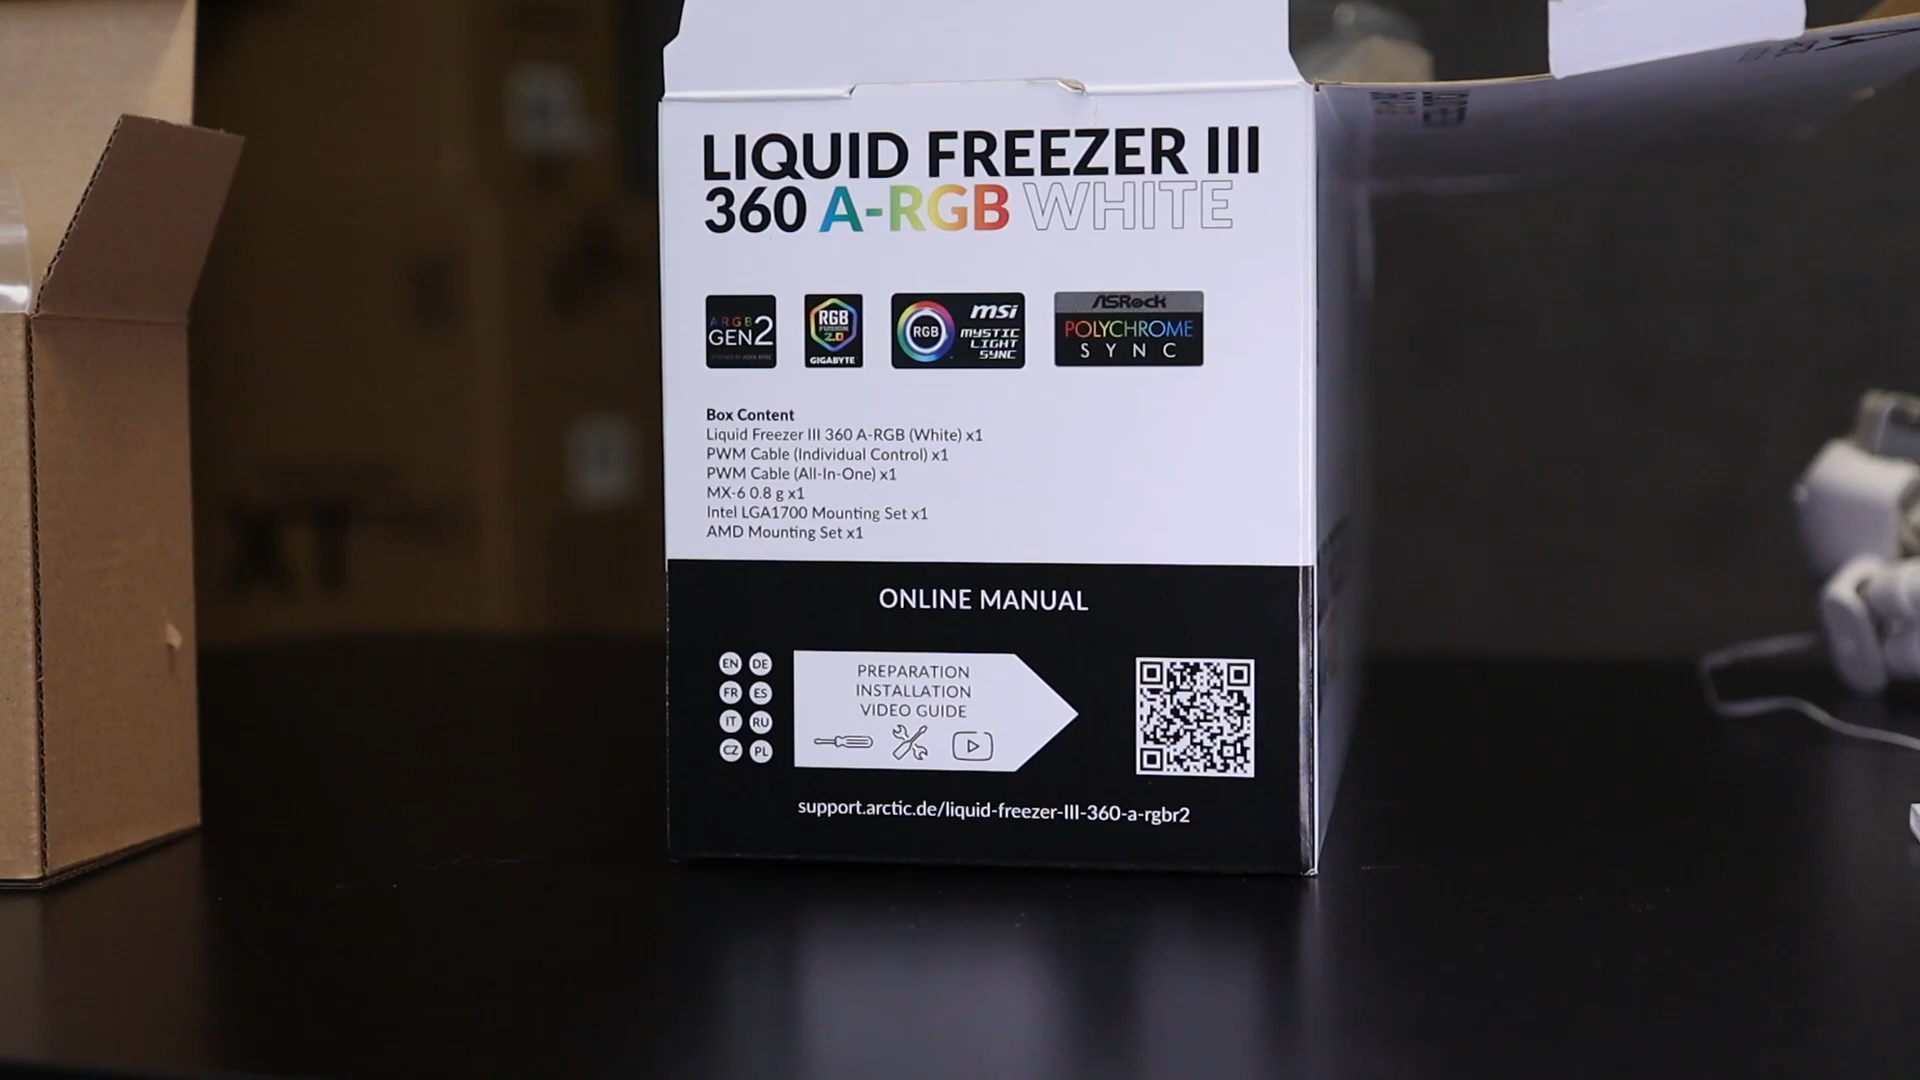 LIQUID FREEZER III
360 A-RGB WHITE
ARGB
GEN2
RGB
FUSION
2.0
GIGABYTE
RGB
msi
MYSTIC
LIGHT
SYNC
ASRock
POLYCHROME
SYNC
Box Content
Liquid Freezer III 360 A-RGB (White) x1
PWM Cable (Individual Control) x1
PWM Cable (All-In-One) x1
MX-6 0.8 g x1
Intel LGA1700 Mounting Set x1
AMD Mounting Set x1
ONLINE MANUAL
EN DE
FR ES
IT RU
CZ PL
PREPARATION
INSTALLATION
VIDEO GUIDE
support.arctic.de/liquid-freezer-III-360-a-rgbr2
XT